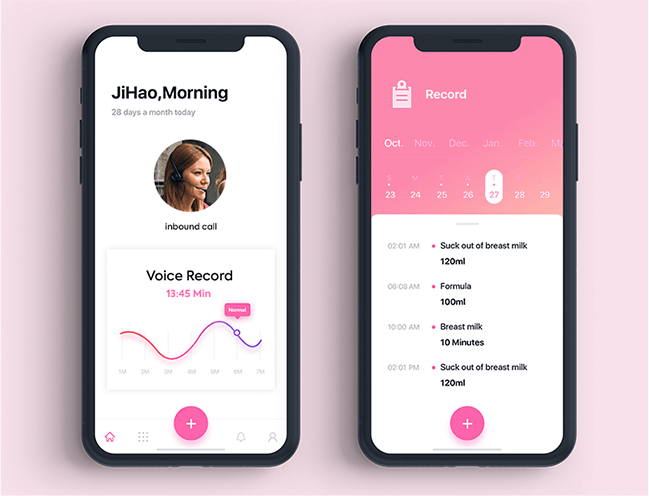 JiHao,Morning
28 days a month today
inbound call
Voice Record
13:45 Min
Normal
1M 2M 3M 4M 5M 6M 7M
Record
Oct. Nov. Dec. Jan. Feb.
S M T W T F S
23 24 25 26 27 28 29
02:01 AM Suck out of breast milk
120ml
06:08 AM Formula
100ml
10:00 AM Breast milk
10 Minutes
02:01 PM Suck out of breast milk
120ml